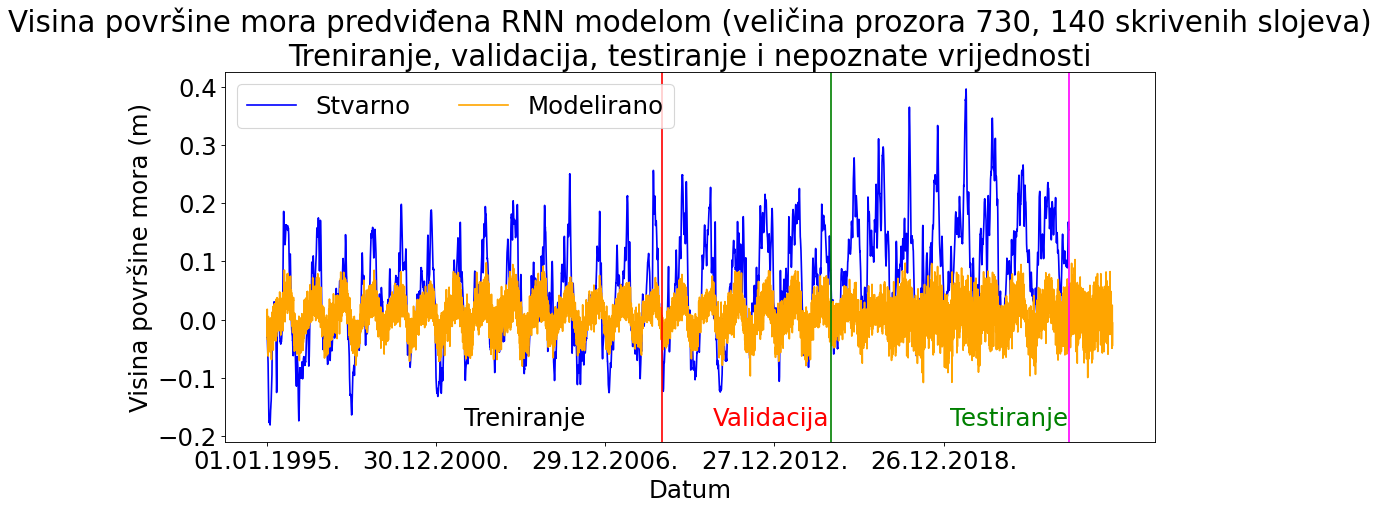 Visina površine mora predviđena RNN modelom (veličina prozora 730, 140 skrivenih slojeva)
Treniranje, validacija, testiranje i nepoznate vrijednosti
Stvarno Modelirano
Visina površine mora (m)
0.4
0.3
0.2
0.1
0.0
−0.1
−0.2
Treniranje Validacija Testiranje
01.01.1995. 30.12.2000. 29.12.2006. 27.12.2012. 26.12.2018.
Datum